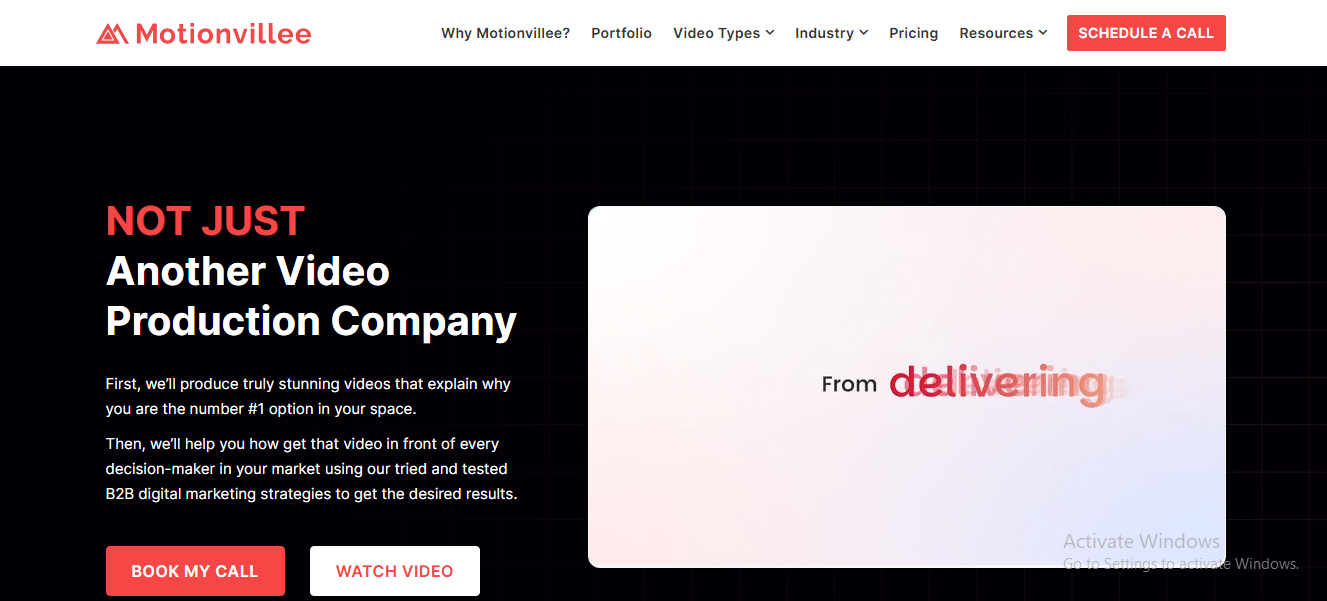 Motionvillee
Why Motionvillee?
Portfolio
Video Types
Industry
Pricing
Resources
SCHEDULE A CALL
NOT JUST
Another Video
Production Company
First, we’ll produce truly stunning videos that explain why
you are the number #1 option in your space.
Then, we’ll help you how get that video in front of every
decision-maker in your market using our tried and tested
B2B digital marketing strategies to get the desired results.
BOOK MY CALL
WATCH VIDEO
From delivering
Activate Windows
Go to Settings to activate Windows.